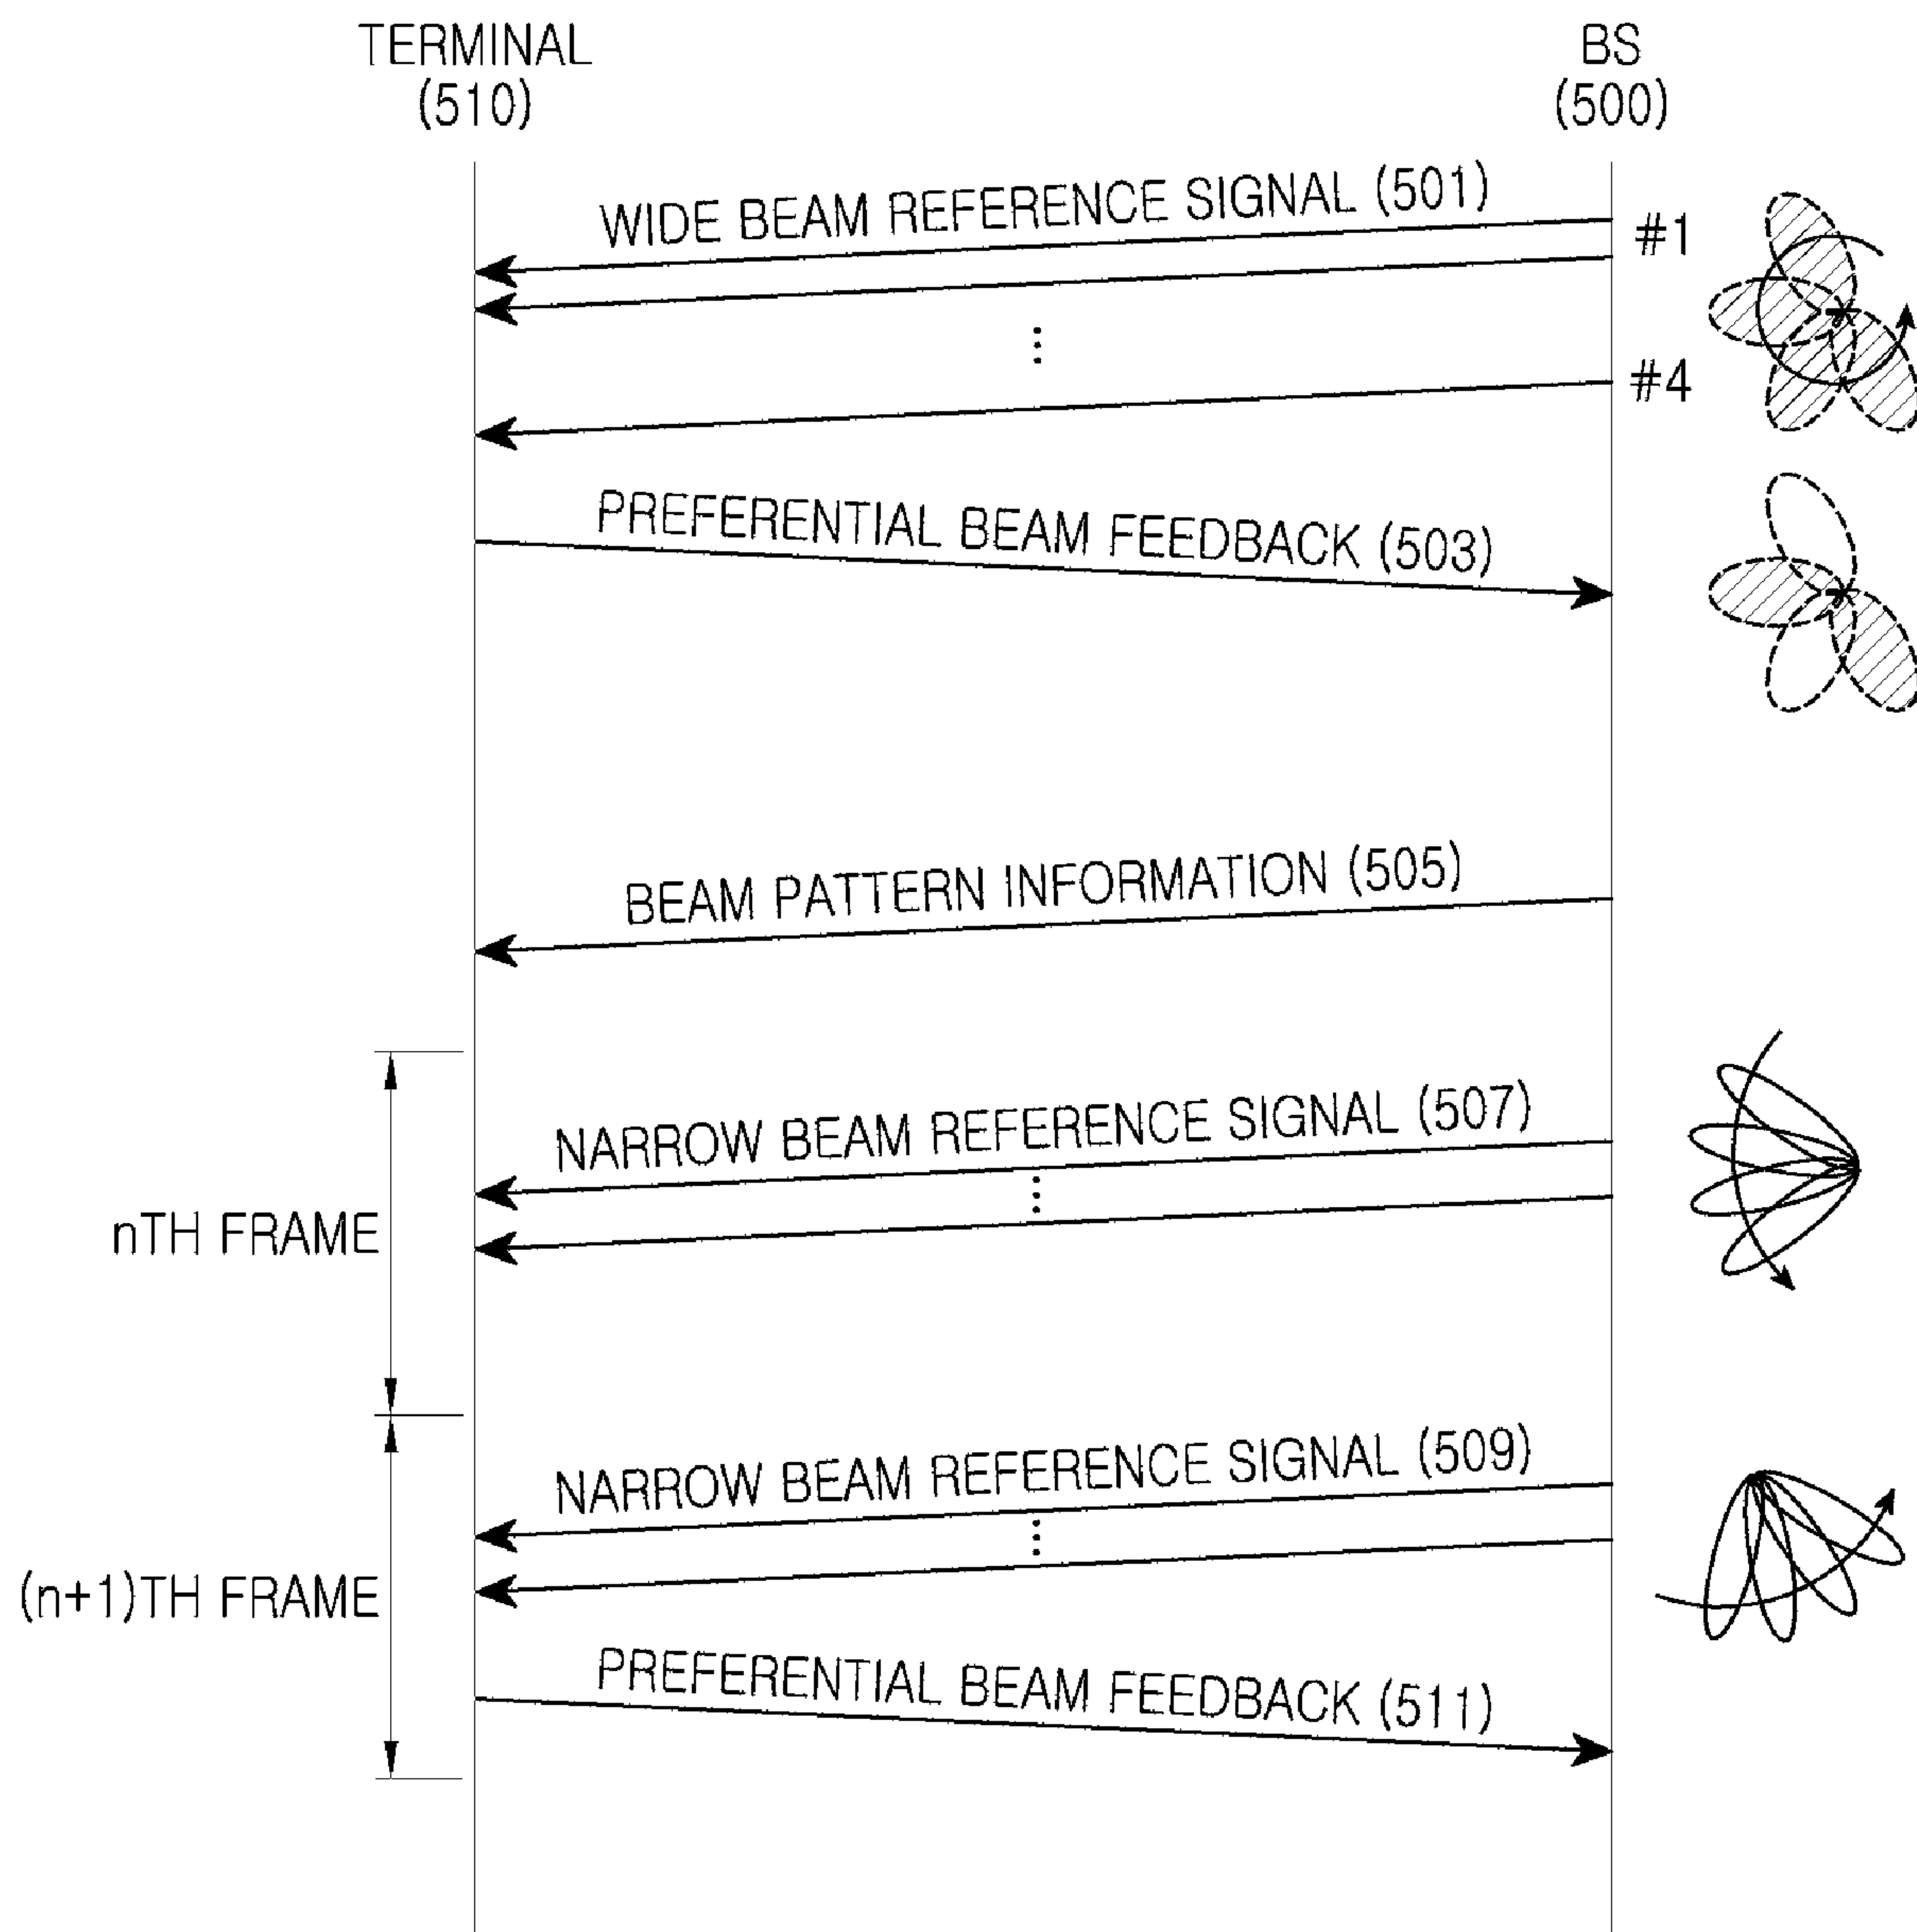 TERMINAL
(510)
BS
(500)
WIDE BEAM REFERENCE SIGNAL (501)
#1
#4
PREFERENTIAL BEAM FEEDBACK (503)
BEAM PATTERN INFORMATION (505)
NARROW BEAM REFERENCE SIGNAL (507)
nTH FRAME
NARROW BEAM REFERENCE SIGNAL (509)
(n+1)TH FRAME
PREFERENTIAL BEAM FEEDBACK (511)